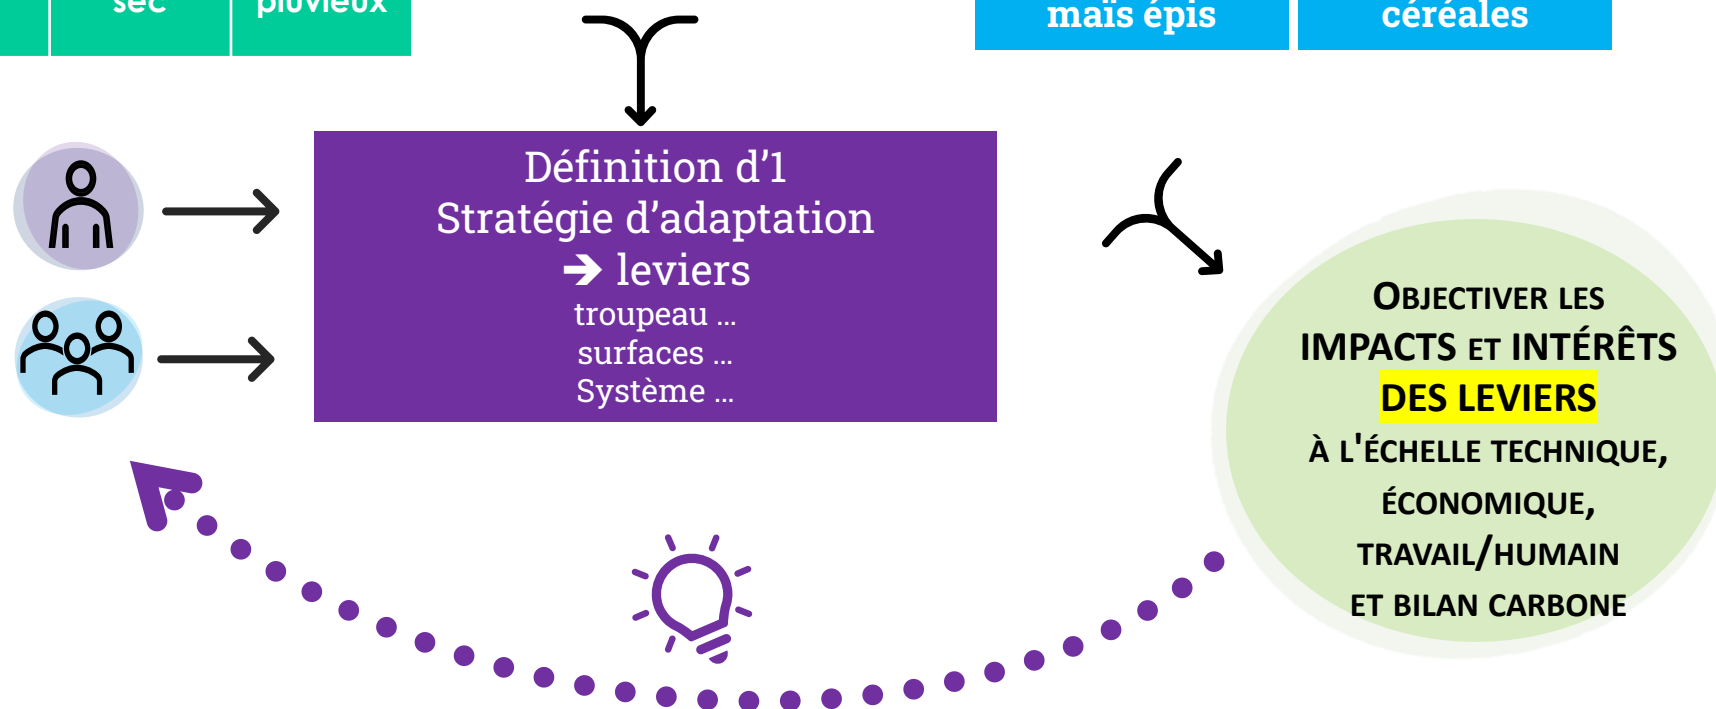 sec
pluvieux
maïs épis
céréales
Définition d'1
Stratégie d'adaptation
➔ leviers
troupeau ...
surfaces ...
Système ...
OBJECTIVER LES
IMPACTS ET INTÉRÊTS
DES LEVIERS
À L'ÉCHELLE TECHNIQUE,
ÉCONOMIQUE,
TRAVAIL/HUMAIN
ET BILAN CARBONE